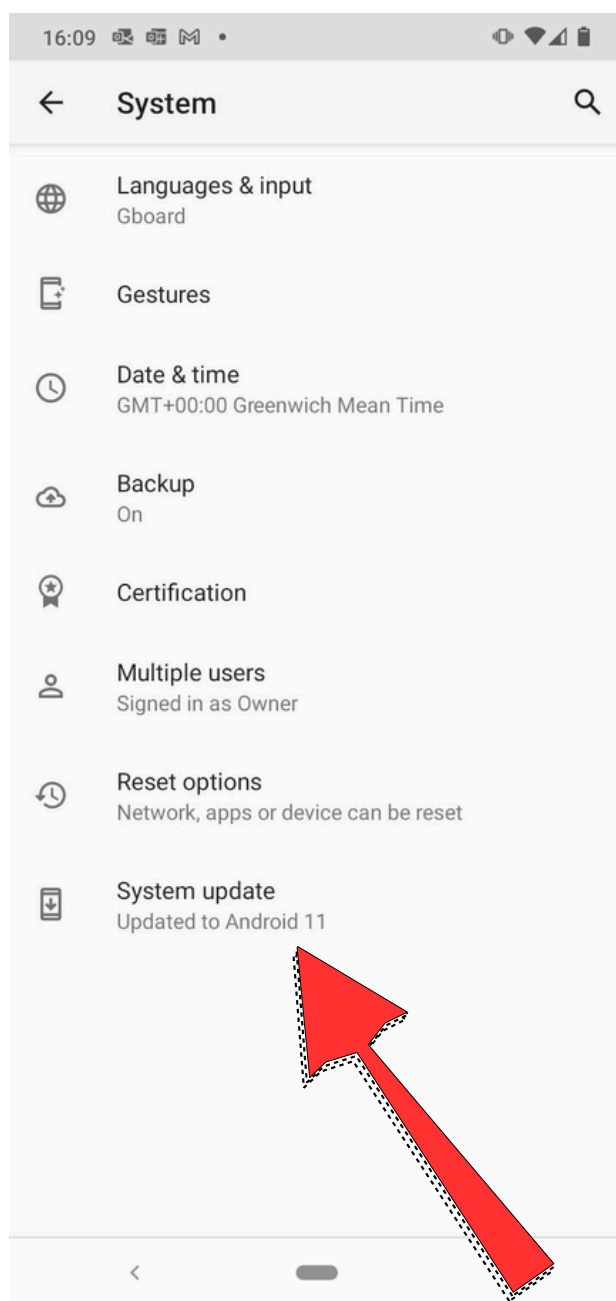 16:09
System
Languages & input
Gboard
Gestures
Date & time
GMT+00:00 Greenwich Mean Time
Backup
On
Certification
Multiple users
Signed in as Owner
Reset options
Network, apps or device can be reset
System update
Updated to Android 11